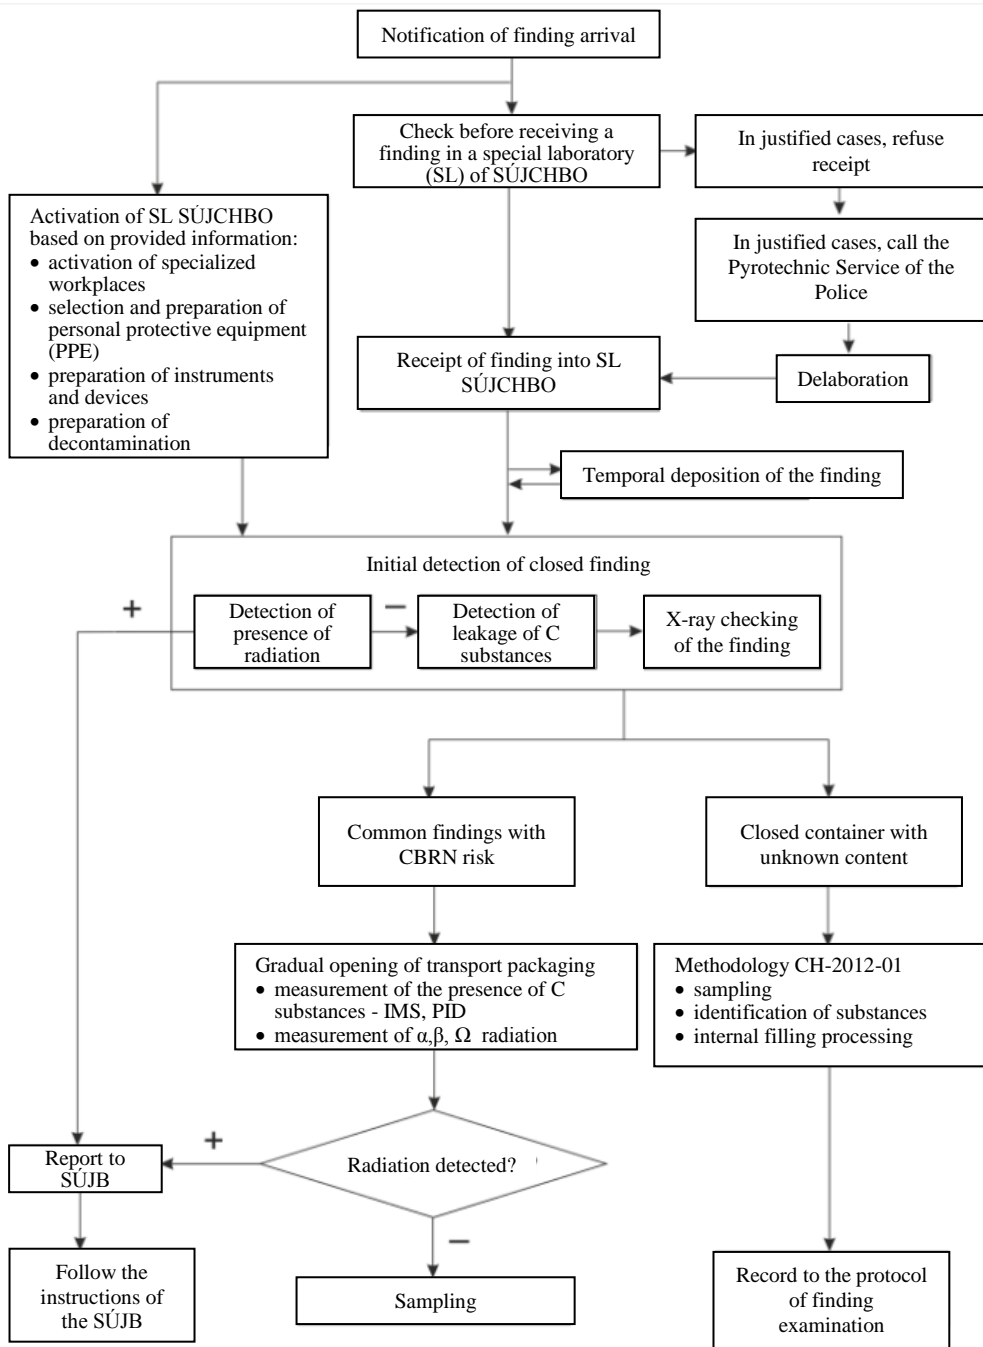 Notification of finding arrival
Check before receiving a
finding in a special laboratory
(SL) of SÚJCHBO
In justified cases, refuse
receipt
Activation of SL SÚJCHBO
based on provided information:
• activation of specialized
workplaces
• selection and preparation of
personal protective equipment
(PPE)
• preparation of instruments
and devices
• preparation of
decontamination
In justified cases, call the
Pyrotechnic Service of the
Police
Receipt of finding into SL
SÚJCHBO
Delaboration
Temporal deposition of the finding
Initial detection of closed finding
+
Detection of
presence of
radiation
−
Detection of
leakage of C
substances
X-ray checking
of the finding
Common findings with
CBRN risk
Closed container with
unknown content
Gradual opening of transport packaging
• measurement of the presence of C
substances - IMS, PID
• measurement of α,β, Ω radiation
Methodology CH-2012-01
• sampling
• identification of substances
• internal filling processing
Report to
SÚJB
+
Radiation detected?
−
Follow the
instructions of
the SÚJB
Sampling
Record to the protocol
of finding
examination